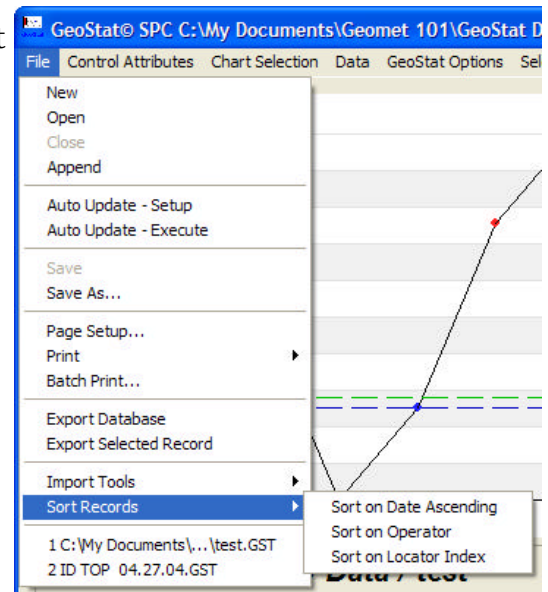 t
GeoStat© SPC C:\My Documents\Geomet 101\GeoStat D
File Control Attributes Chart Selection Data GeoStat Options Sel
New
Open
Close
Append
Auto Update - Setup
Auto Update - Execute
Save
Save As...
Page Setup...
Print
Batch Print...
Export Database
Export Selected Record
Import Tools
Sort Records
Sort on Date Ascending
Sort on Operator
Sort on Locator Index
1 C:\My Documents\...\test.GST
2 ID TOP 04.27.04.GST
Data / test